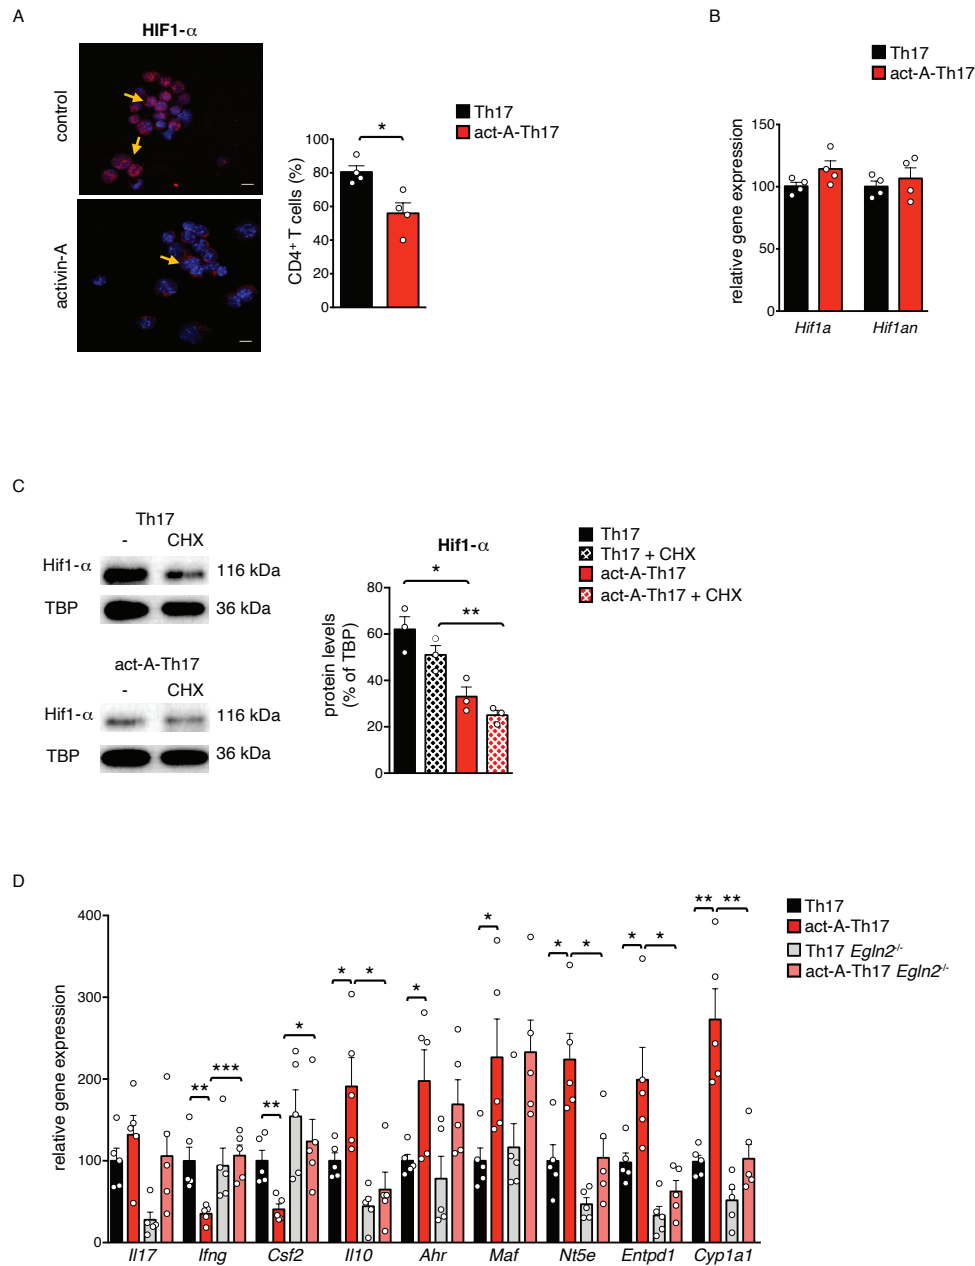 A
HIF1-α
control
activin-A
Th17
act-A-Th17
CD4⁺ T cells (%)
100
80
60
40
20
0
*
B
Th17
act-A-Th17
relative gene expression
150
100
50
0
Hif1a
Hif1an
C
Th17
-
CHX
Hif1-α
116 kDa
TBP
36 kDa
act-A-Th17
-
CHX
Hif1-α
116 kDa
TBP
36 kDa
Hif1-α
protein levels
(% of TBP)
80
60
40
20
0
*
**
Th17
Th17 + CHX
act-A-Th17
act-A-Th17 + CHX
D
Th17
act-A-Th17
Th17 Egln2⁻/⁻
act-A-Th17 Egln2⁻/⁻
relative gene expression
400
300
200
100
0
** ***
** *
* *
*
*
* *
* *
** **
Il17
Ifng
Csf2
Il10
Ahr
Maf
Nt5e
Entpd1
Cyp1a1